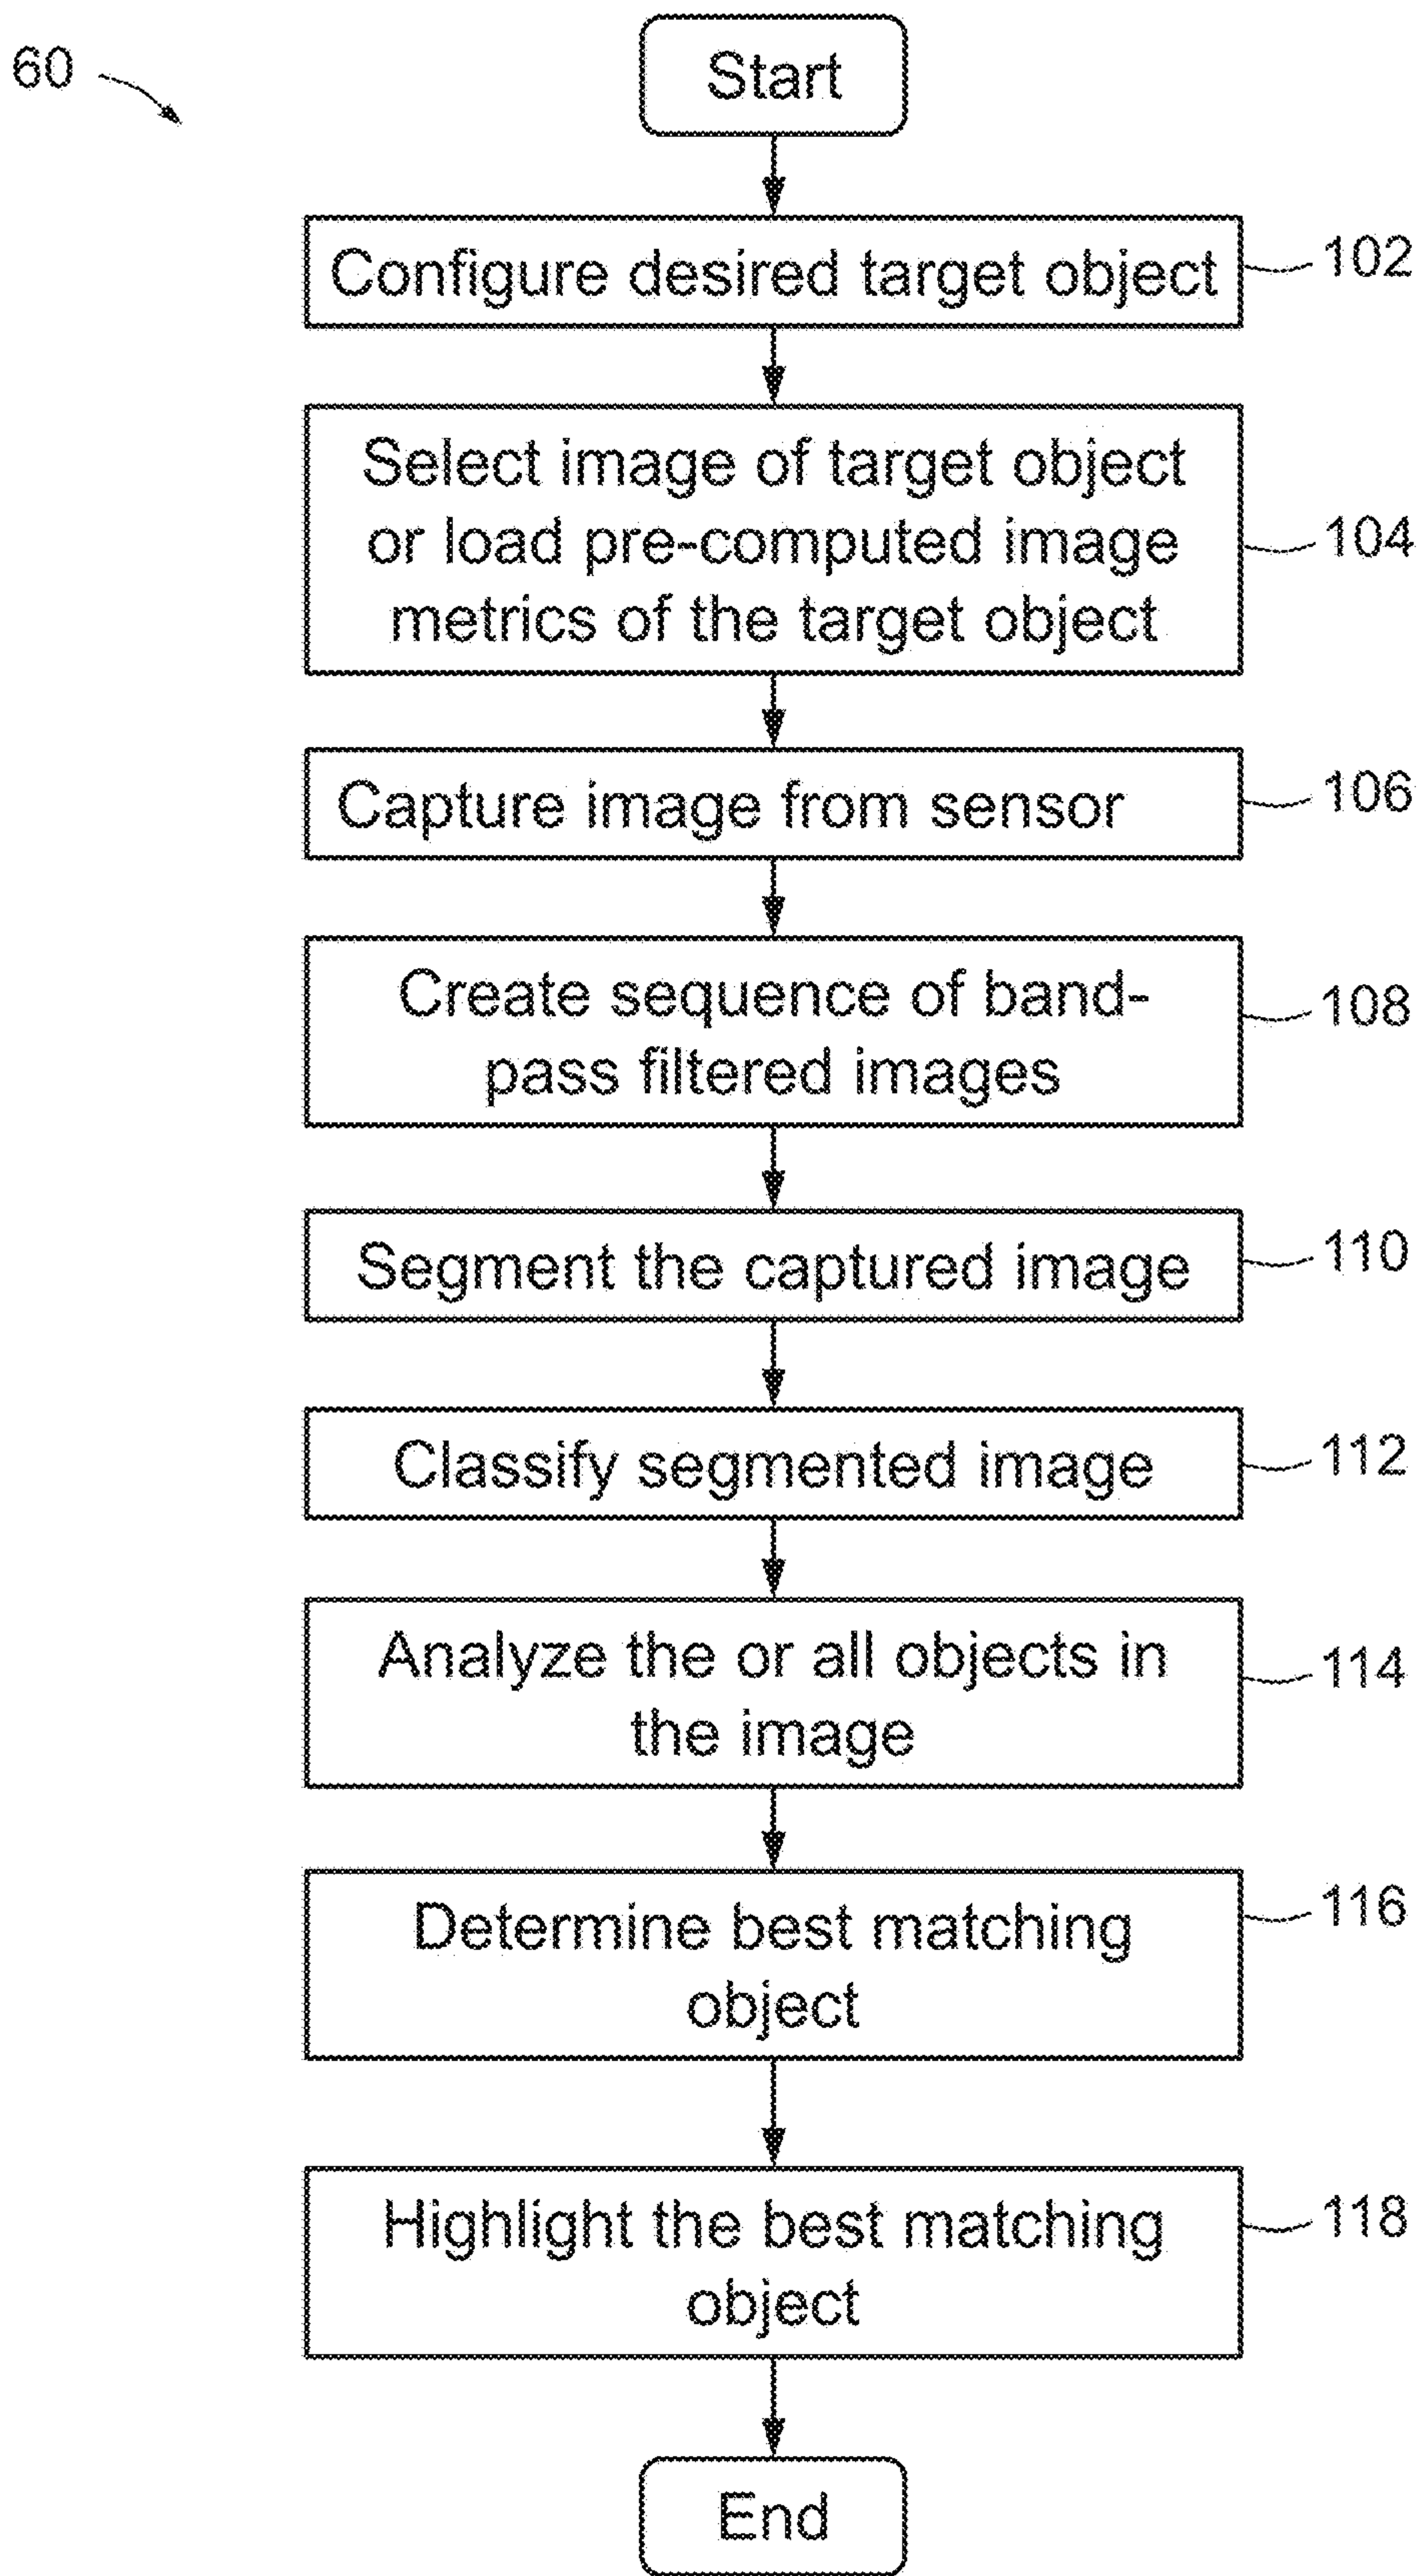 60
Start
Configure desired target object
102
Select image of target object
or load pre-computed image
metrics of the target object
104
Capture image from sensor
106
Create sequence of band-
pass filtered images
108
Segment the captured image
110
Classify segmented image
112
Analyze the or all objects in
the image
114
Determine best matching
object
116
Highlight the best matching
object
118
End